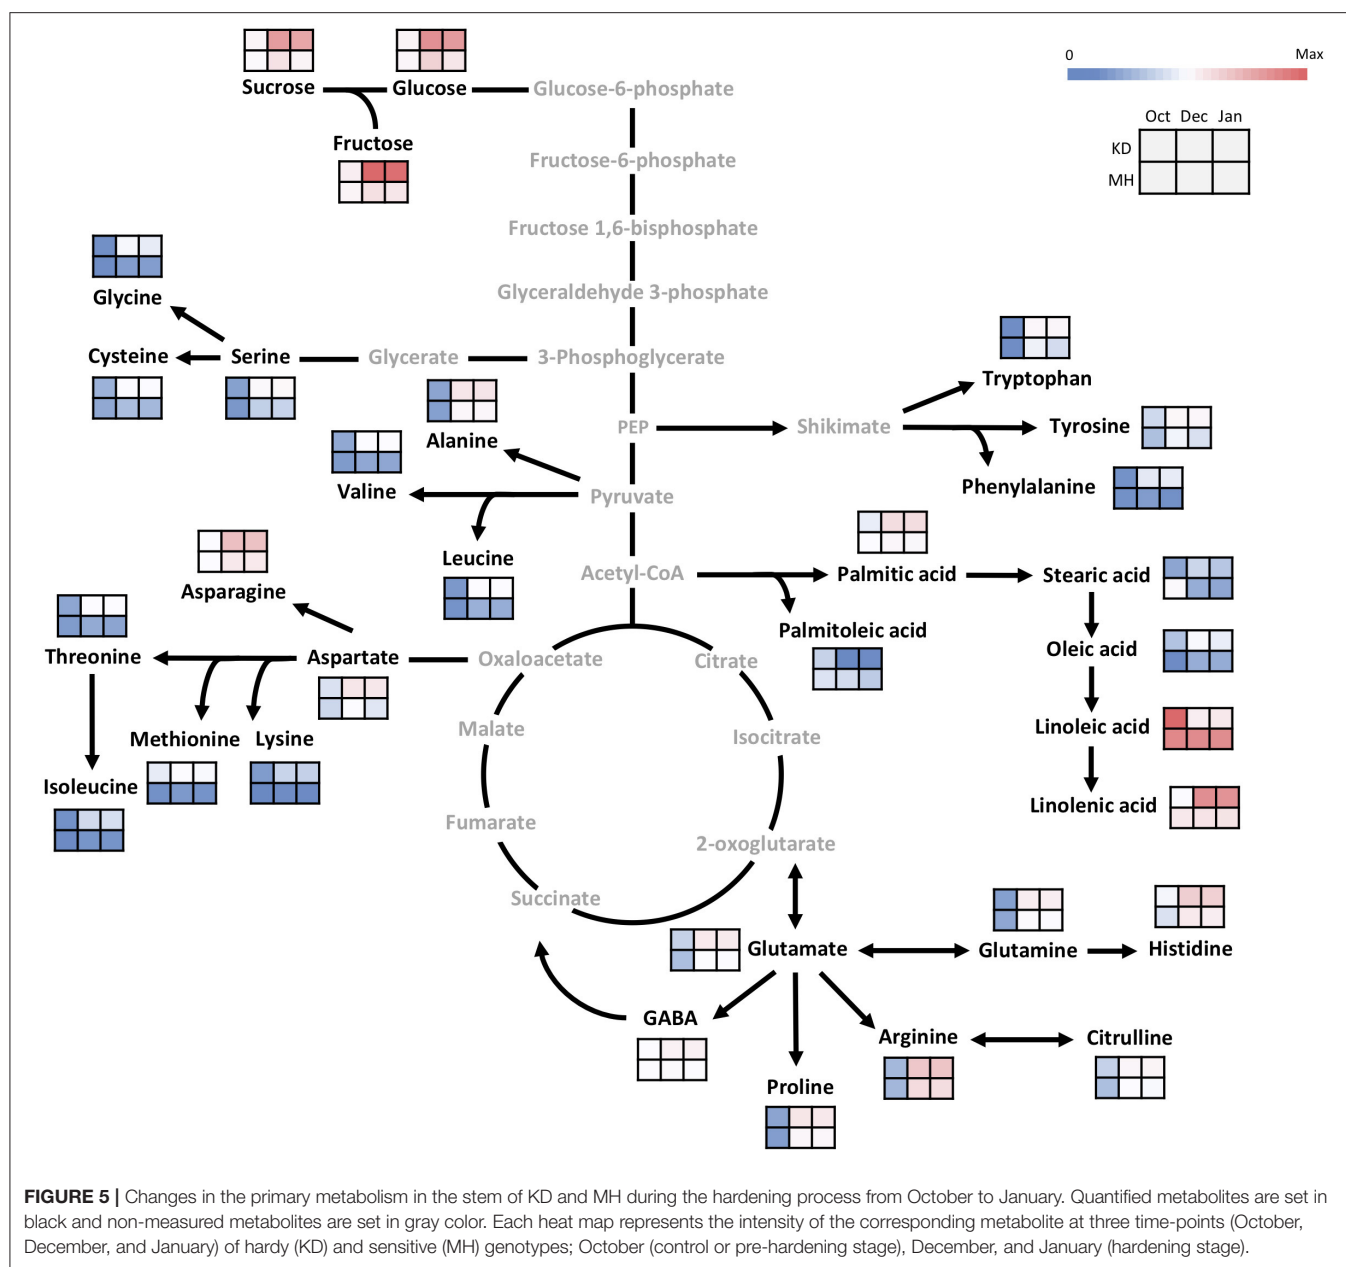 0 Max
Oct Dec Jan
KD
MH
Sucrose
Glucose
Glucose-6-phosphate
Fructose
Fructose-6-phosphate
Fructose 1,6-bisphosphate
Glyceraldehyde 3-phosphate
Glycine
Cysteine
Serine
Glycerate
3-Phosphoglycerate
Tryptophan
Alanine
PEP
Shikimate
Tyrosine
Valine
Pyruvate
Phenylalanine
Leucine
Acetyl-CoA
Palmitic acid
Stearic acid
Asparagine
Palmitoleic acid
Oleic acid
Threonine
Aspartate
Oxaloacetate
Citrate
Malate
Isocitrate
Linoleic acid
Methionine
Lysine
Isoleucine
Linolenic acid
Fumarate
2-oxoglutarate
Succinate
Glutamate
Glutamine
Histidine
GABA
Arginine
Citrulline
Proline
FIGURE 5 | Changes in the primary metabolism in the stem of KD and MH during the hardening process from October to January. Quantified metabolites are set in
black and non-measured metabolites are set in gray color. Each heat map represents the intensity of the corresponding metabolite at three time-points (October,
December, and January) of hardy (KD) and sensitive (MH) genotypes; October (control or pre-hardening stage), December, and January (hardening stage).